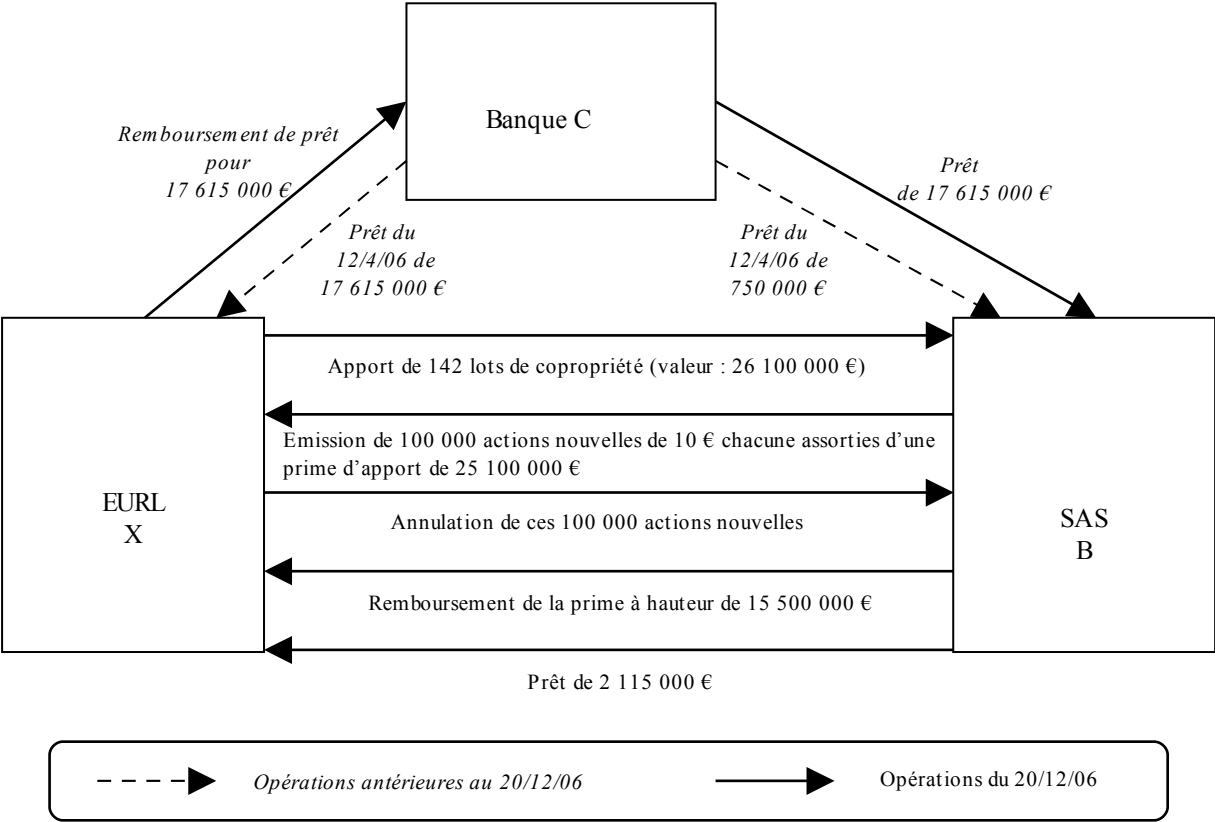 Banque C
Remboursement de prêt
pour
17 615 000 €
Prêt
de 17 615 000 €
Prêt du
12/4/06 de
17 615 000 €
Prêt du
12/4/06 de
750 000 €
Apport de 142 lots de copropriété (valeur : 26 100 000 €)
Emission de 100 000 actions nouvelles de 10 € chacune assorties d’une
prime d’apport de 25 100 000 €
EURL
X
Annulation de ces 100 000 actions nouvelles
SAS
B
Remboursement de la prime à hauteur de 15 500 000 €
Prêt de 2 115 000 €
Opérations antérieures au 20/12/06
Opérations du 20/12/06